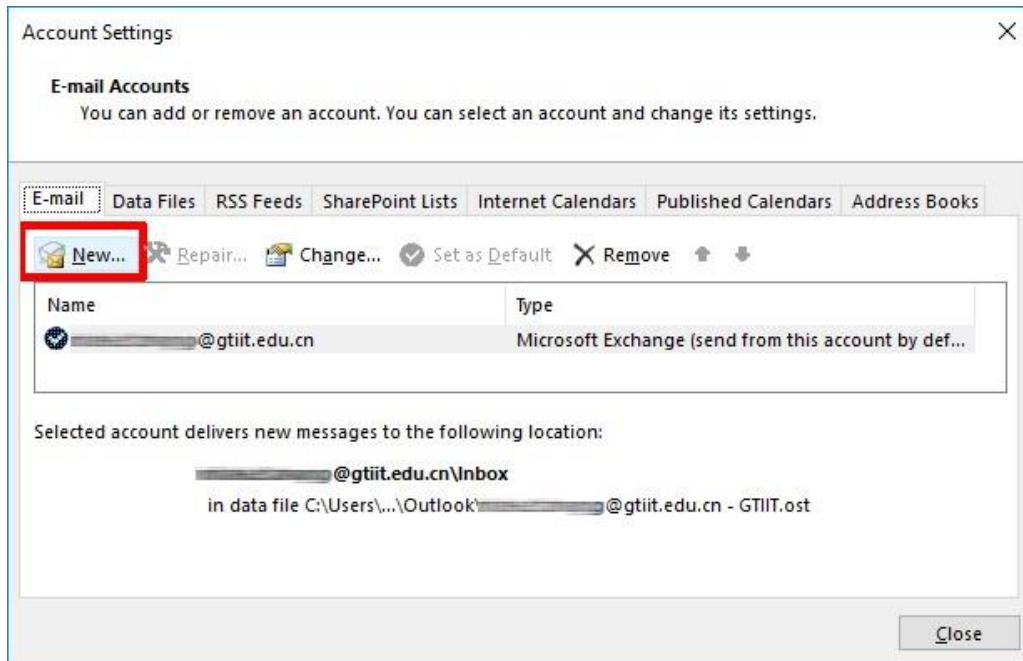 Account Settings
E-mail Accounts
You can add or remove an account. You can select an account and change its settings.
E-mail Data Files RSS Feeds SharePoint Lists Internet Calendars Published Calendars Address Books
New... Repair... Change... Set as Default Remove
Name Type
@gtiit.edu.cn Microsoft Exchange (send from this account by def...
Selected account delivers new messages to the following location:
@gtiit.edu.cn\Inbox
in data file C:\Users\...\Outlook\ @gtiit.edu.cn - GTIIT.ost
Close